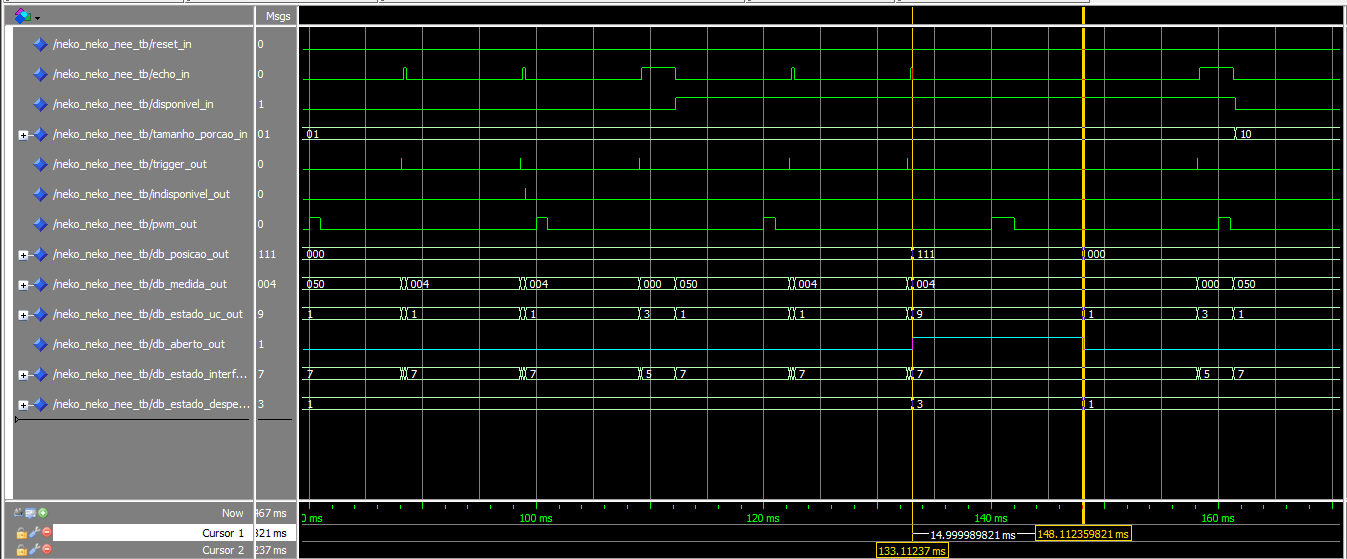 Msgs
/neko_neko_nee_tb/reset_in 0
/neko_neko_nee_tb/echo_in 0
/neko_neko_nee_tb/disponivel_in 1
/neko_neko_nee_tb/tamanho_porcao_in 01 01 10
/neko_neko_nee_tb/trigger_out 0
/neko_neko_nee_tb/indisponivel_out 0
/neko_neko_nee_tb/pwm_out 0
/neko_neko_nee_tb/db_posicao_out 111 000 111 000
/neko_neko_nee_tb/db_medida_out 004 050 004 004 000 050 004 004 000 050
/neko_neko_nee_tb/db_estado_uc_out 9 1 1 1 3 1 1 9 1 3 1
/neko_neko_nee_tb/db_aberto_out 1
/neko_neko_nee_tb/db_estado_interf... 7 7 7 7 5 7 7 7 5 7
/neko_neko_nee_tb/db_estado_despe... 3 1 3 1
Now 467 ms 0 ms 100 ms 120 ms 140 ms 160 ms
Cursor 1 321 ms 14.999989821 ms 148.112359821 ms
Cursor 2 237 ms 133.11237 ms